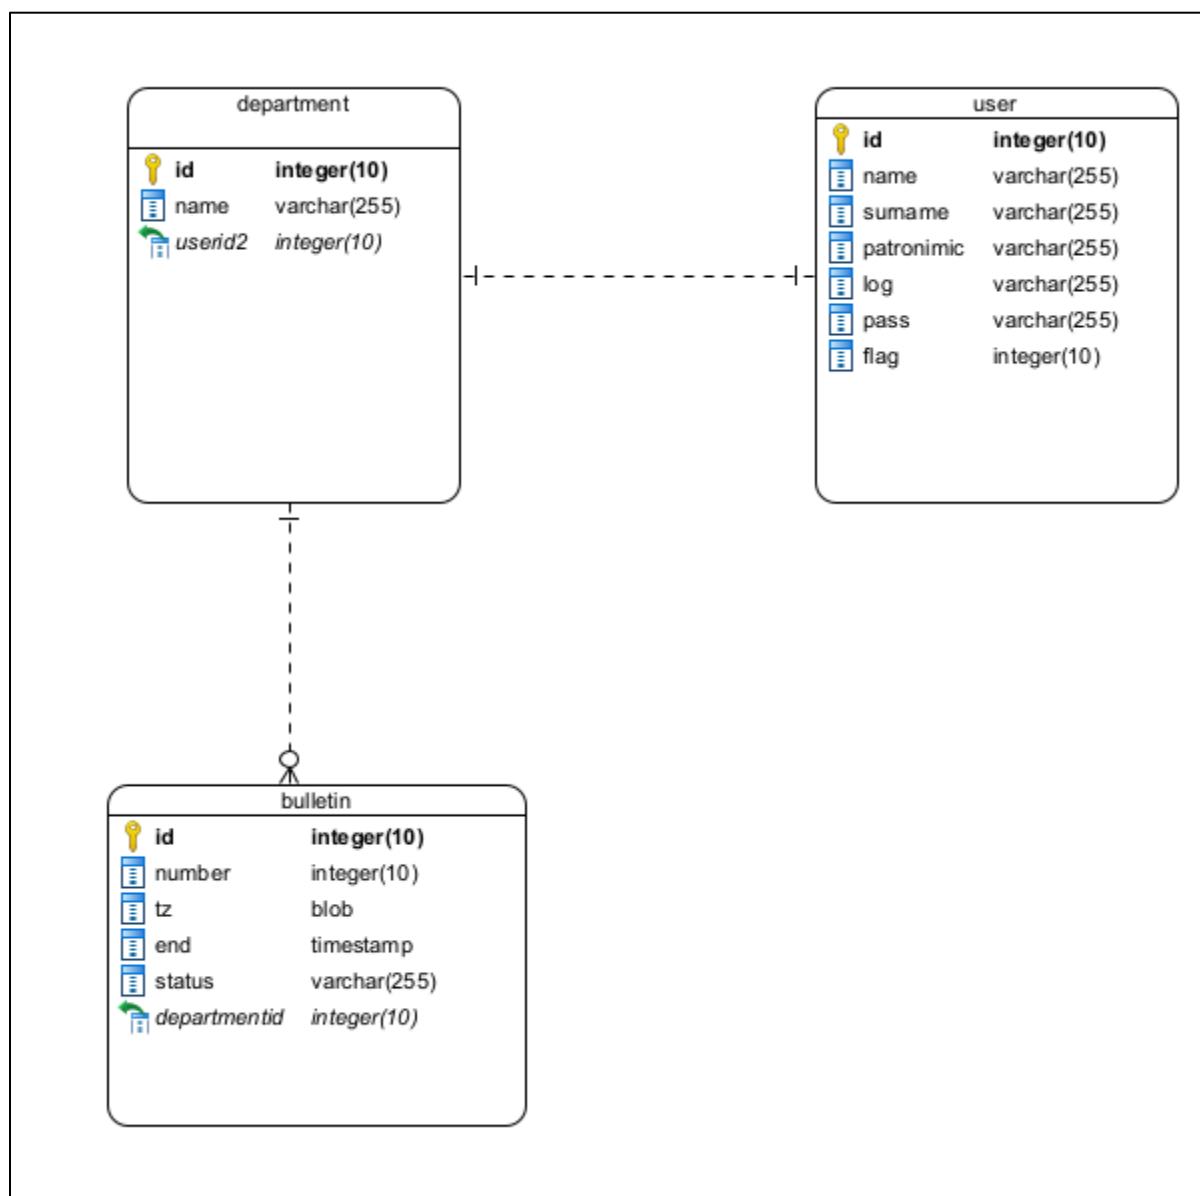 department
id integer(10)
name varchar(255)
userid2 integer(10)
user
id integer(10)
name varchar(255)
surname varchar(255)
patronimic varchar(255)
log varchar(255)
pass varchar(255)
flag integer(10)
bulletin
id integer(10)
number integer(10)
tz blob
end timestamp
status varchar(255)
departmentid integer(10)